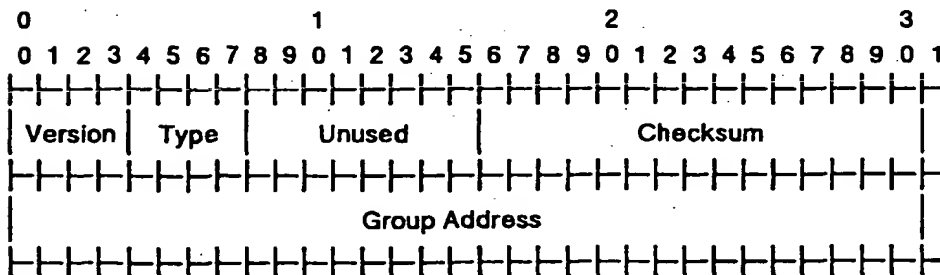 0 1 2 3
0 1 2 3 4 5 6 7 8 9 0 1 2 3 4 5 6 7 8 9 0 1 2 3 4 5 6 7 8 9 0 1
Version Type Unused Checksum
Group Address